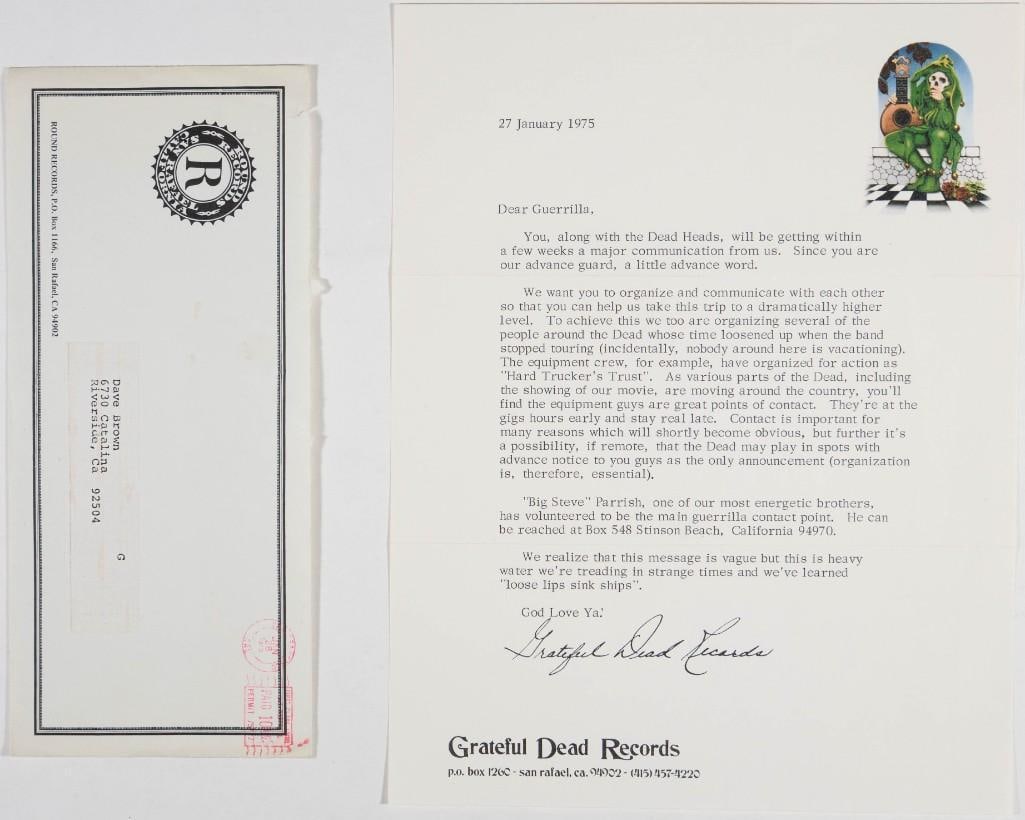 ROUND RECORDS, P.O. Box 1166, San Rafael, CA 94902
ROUND RECORDS
SAN RAFAEL
CALIFORNIA
R
Dave Brown
6730 Catalina
Riverside, Ca 92504
G
PAID
PERMIT
27 January 1975
Dear Guerrilla,
You, along with the Dead Heads, will be getting within
a few weeks a major communication from us. Since you are
our advance guard, a little advance word.
We want you to organize and communicate with each other
so that you can help us take this trip to a dramatically higher
level. To achieve this we too are organizing several of the
people around the Dead whose time loosened up when the band
stopped touring (incidentally, nobody around here is vacationing).
The equipment crew, for example, have organized for action as
"Hard Trucker's Trust". As various parts of the Dead, including
the showing of our movie, are moving around the country, you'll
find the equipment guys are great points of contact. They're at the
gigs hours early and stay real late. Contact is important for
many reasons which will shortly become obvious, but further it's
a possibility, if remote, that the Dead may play in spots with
advance notice to you guys as the only announcement (organization
is, therefore, essential).
"Big Steve" Parrish, one of our most energetic brothers,
has volunteered to be the main guerrilla contact point. He can
be reached at Box 548 Stinson Beach, California 94970.
We realize that this message is vague but this is heavy
water we're treading in strange times and we've learned
"loose lips sink ships".
God Love Ya!
Grateful Dead Records
Grateful Dead Records
p.o. box 1260 - san rafael, ca. 94902 - (415) 457-4220